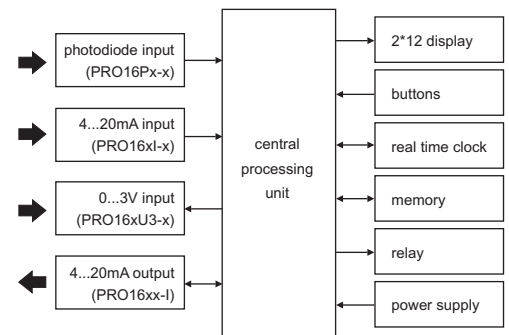 photodiode input
(PRO16Px-x)
4...20mA input
(PRO16xI-x)
0...3V input
(PRO16xU3-x)
4...20mA output
(PRO16xx-I)
central
processing
unit
2*12 display
buttons
real time clock
memory
relay
power supply